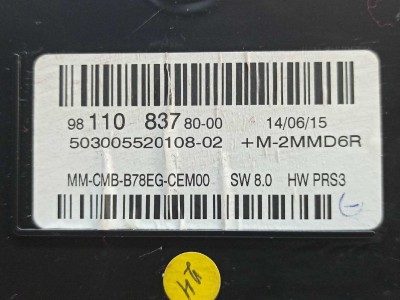 98 110 837 80-00 14/06/15
503005520108-02 +M-2MMD6R
MM-CMB-B78EG-CEM00 SW 8.0 HW PRS3